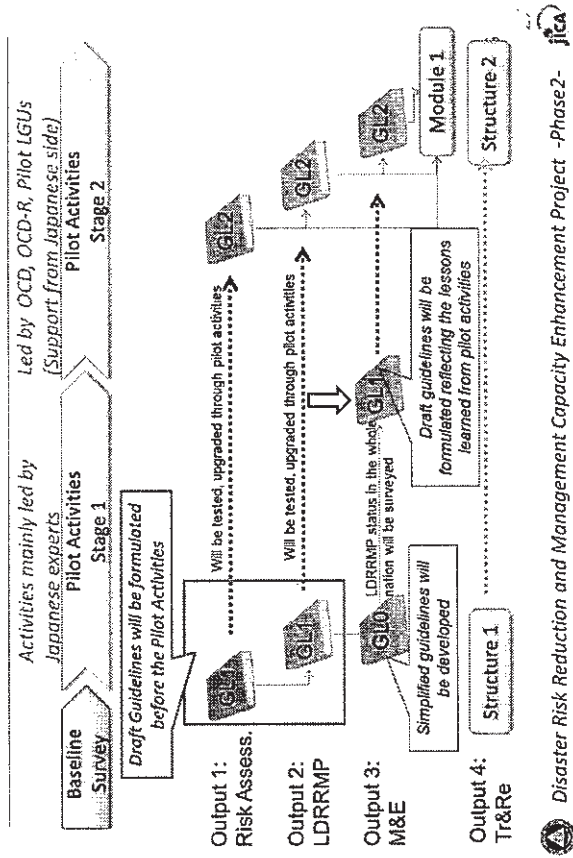 Activities mainly led by
Japanese experts
Led by OCD, OCD-R, Pilot LGUs
(Support from Japanese side)
Baseline
Survey
Pilot Activities
Stage 1
Pilot Activities
Stage 2
Draft Guidelines will be formulated
before the Pilot Activities
Output 1:
Risk Assess.
GL1
Will be tested, upgraded through pilot activities
GL2
Output 2:
LDRRMP
GL1
Will be tested, upgraded through pilot activities
GL2
Output 3:
M&E
GL0
LDRRMP status in the whole
nation will be surveyed
GL1
GL2
Module 1
Simplified guidelines will
be developed
Draft guidelines will be
formulated reflecting the lessons
learned from pilot activities
Output 4:
Tr&Re
Structure 1
Structure 2
Disaster Risk Reduction and Management Capacity Enhancement Project -Phase2-
jica